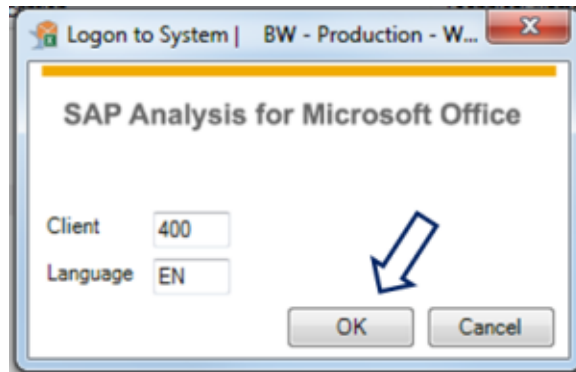 Logon to System | BW - Production - W...
SAP Analysis for Microsoft Office
Client 400
Language EN
OK Cancel